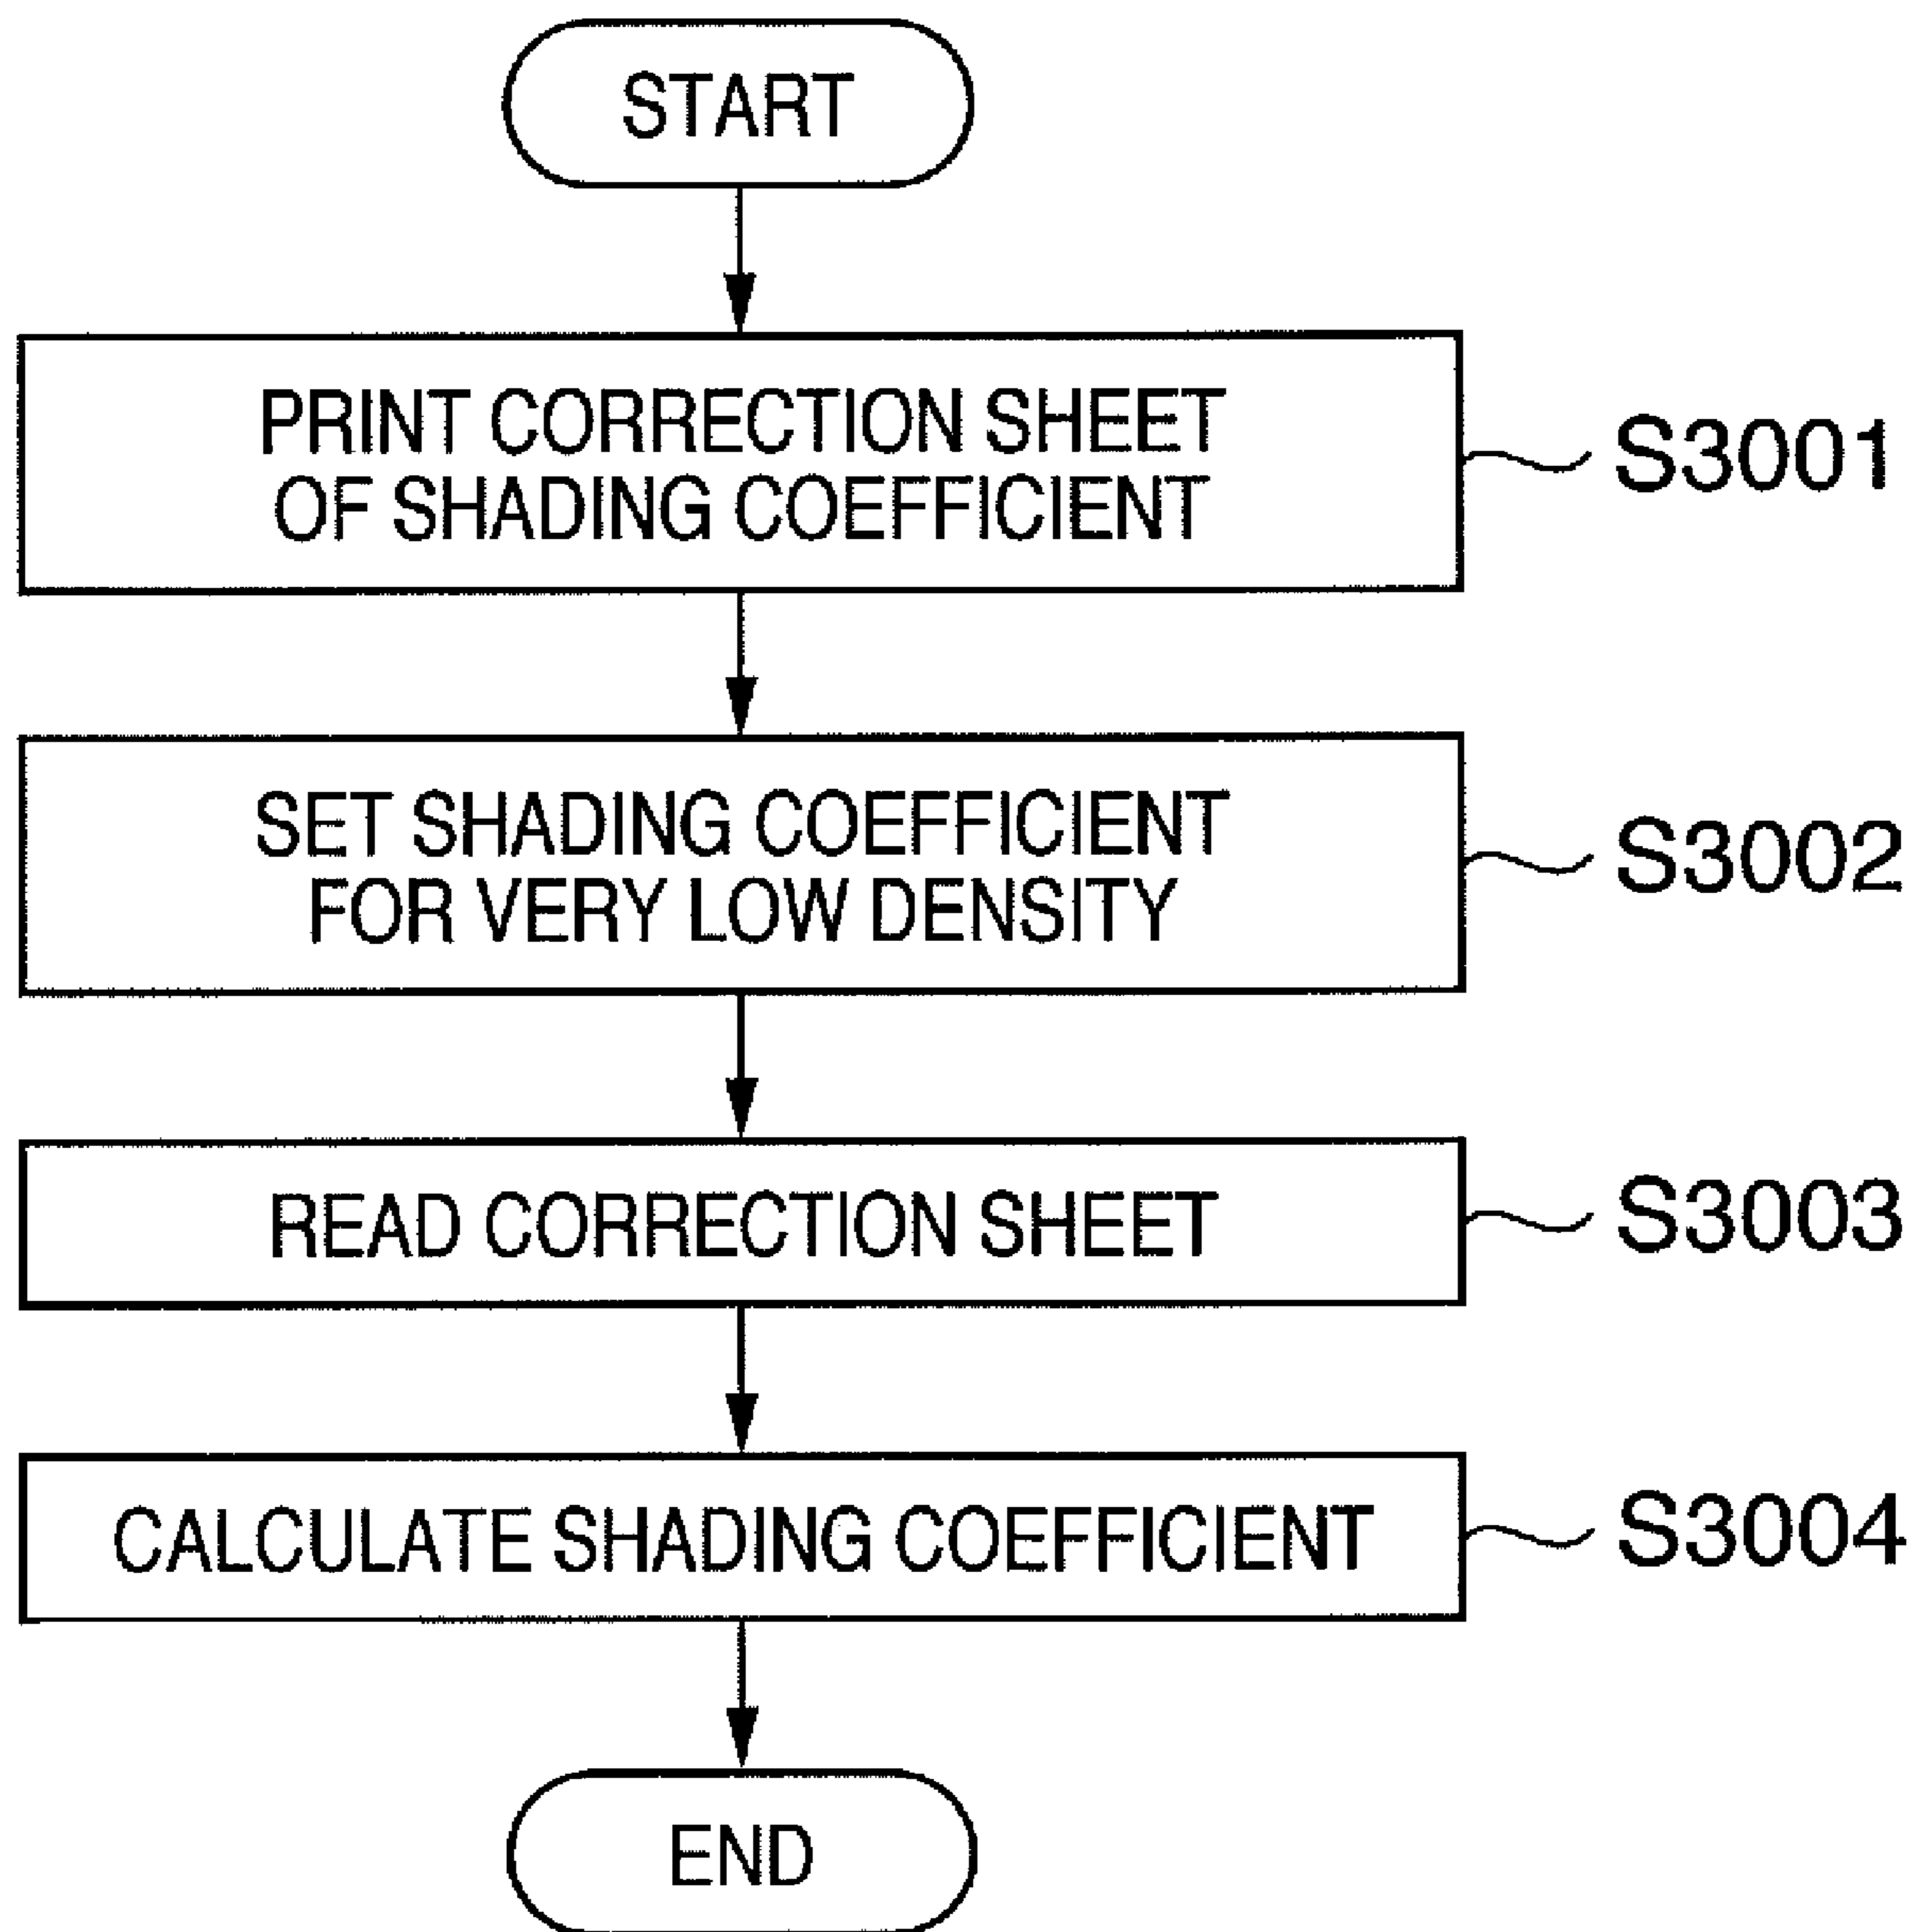 START
PRINT CORRECTION SHEET
OF SHADING COEFFICIENT
S3001
SET SHADING COEFFICIENT
FOR VERY LOW DENSITY
S3002
READ CORRECTION SHEET
S3003
CALCULATE SHADING COEFFICIENT
S3004
END